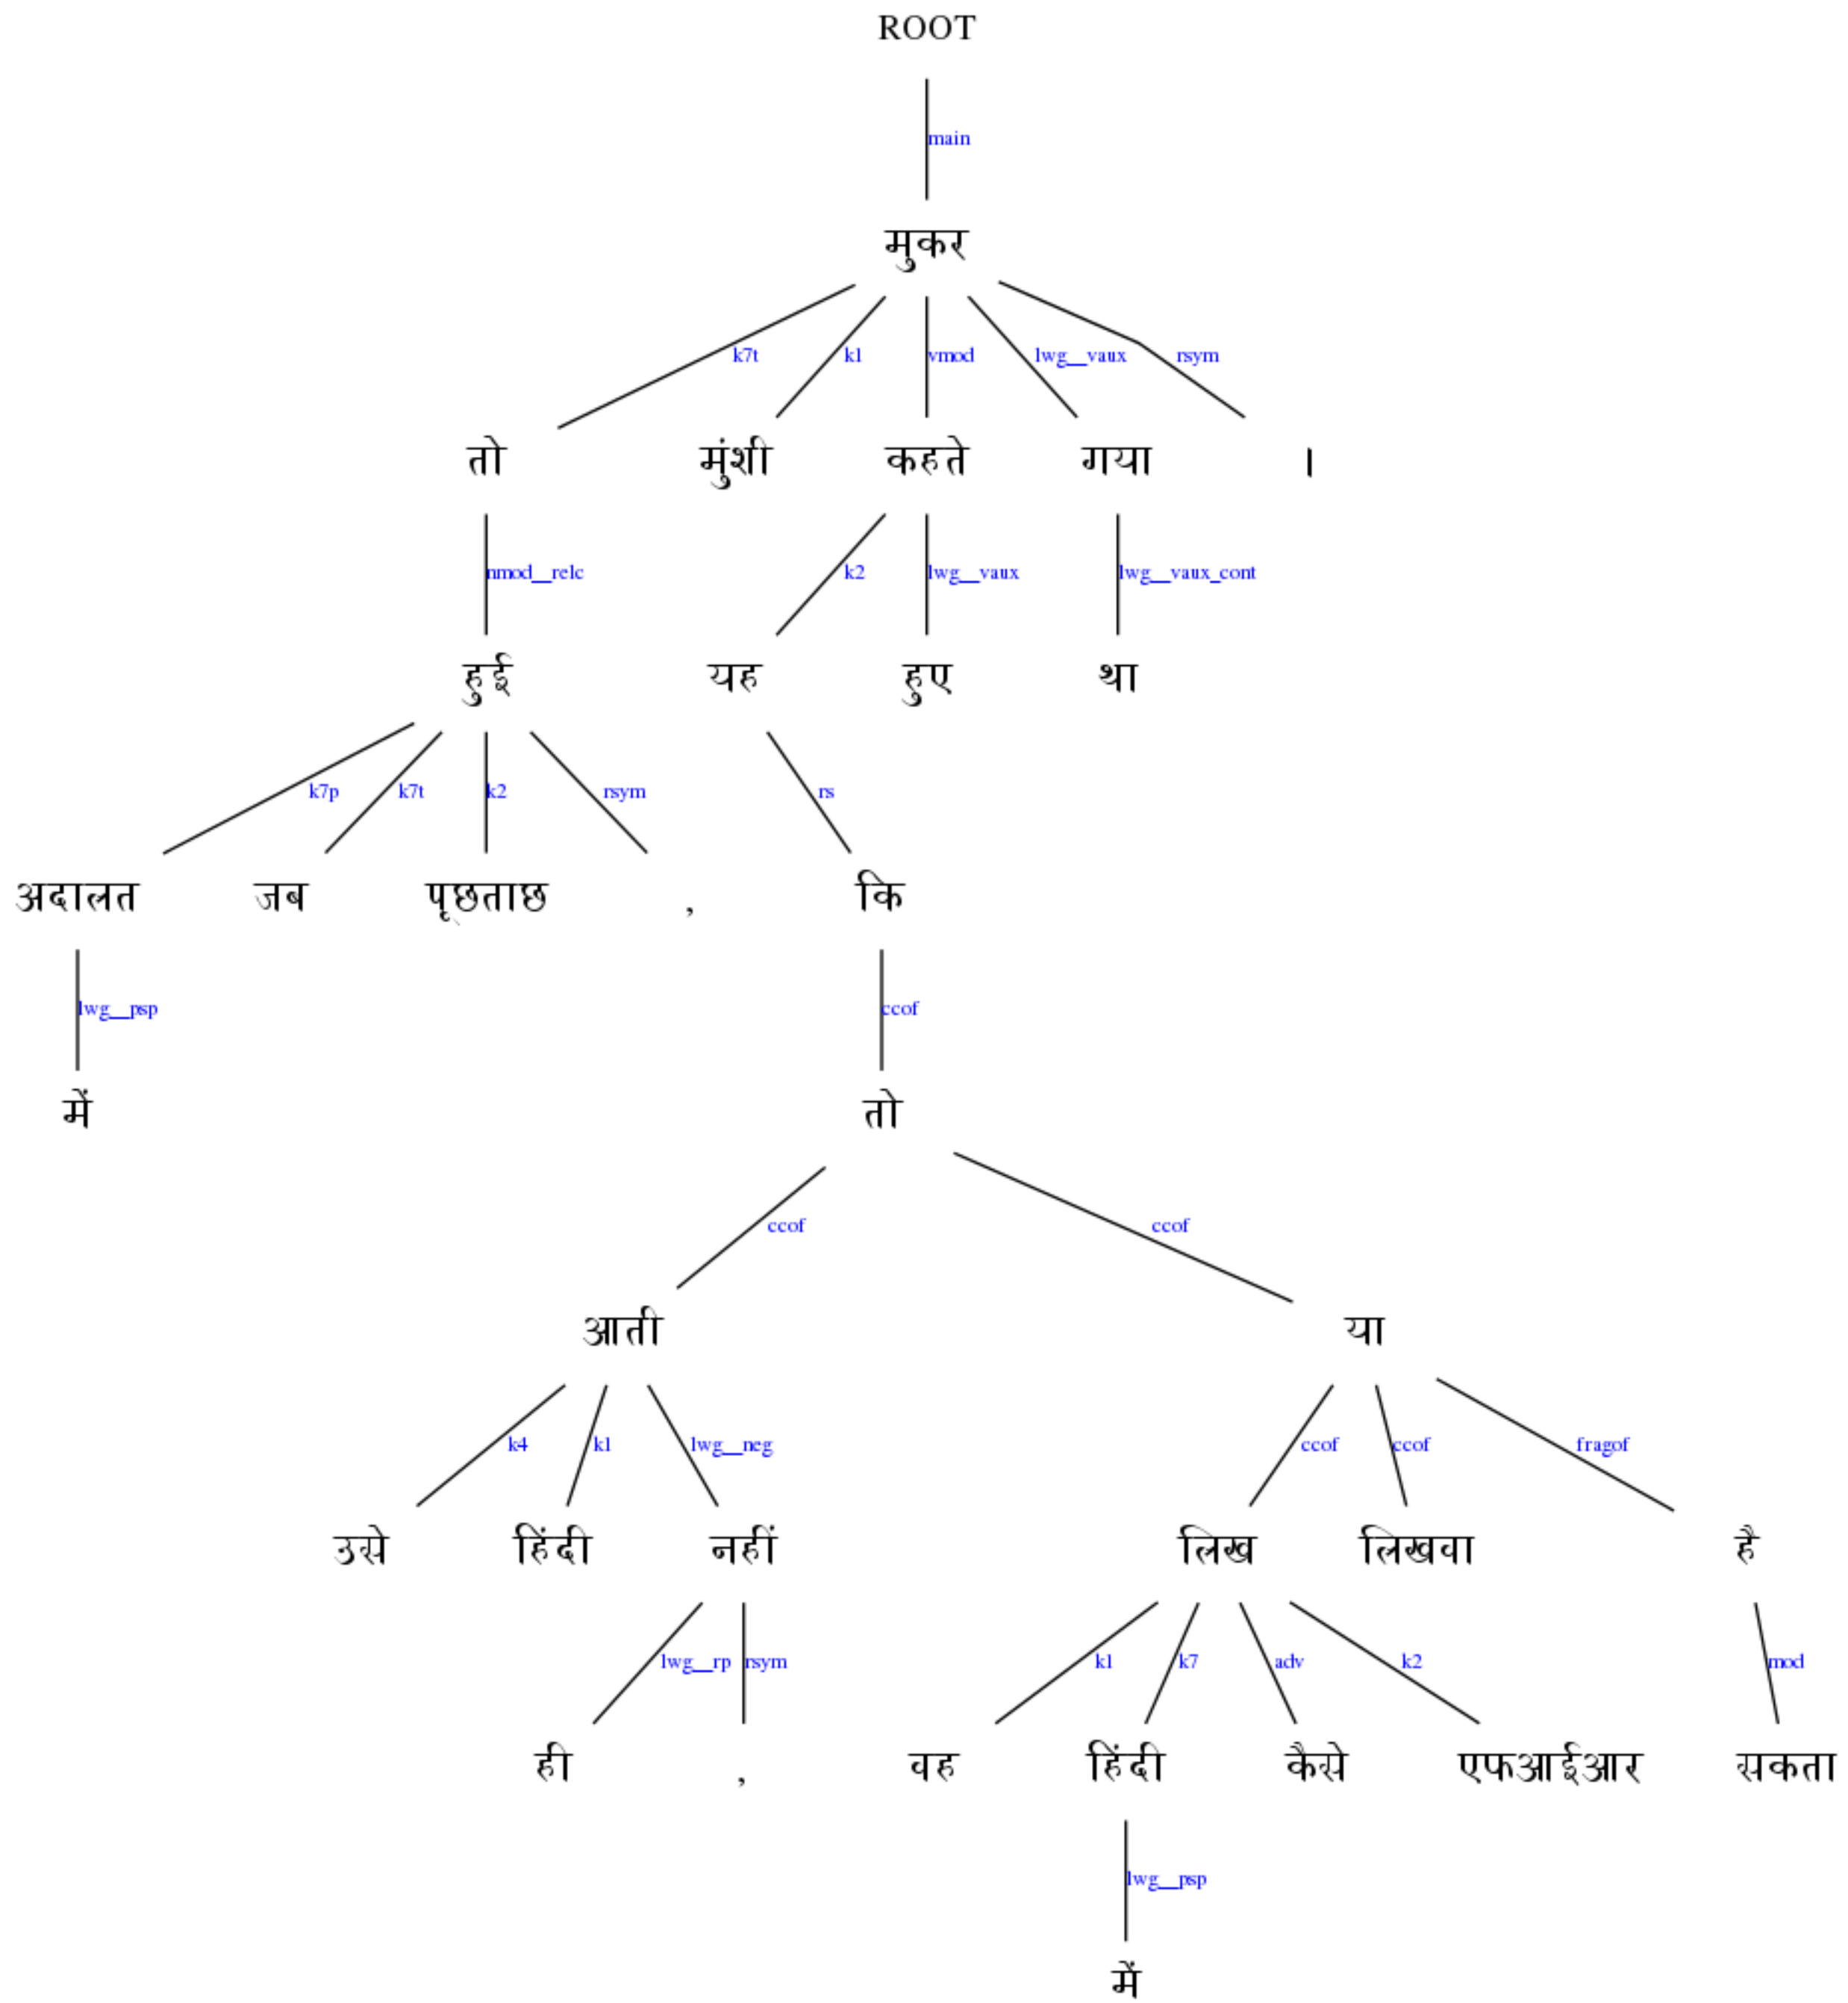 ROOT
main
मुकर
k7t k1 vmod lwg__vaux rsym
तो मुंशी कहते गया ।
nmod__relc k2 lwg__vaux lwg__vaux_cont
हुई यह हुए था
k7p k7t k2 rsym rs
अदालत जब पूछताछ , कि
lwg__psp ccof
में तो
ccof ccof
आती या
k4 k1 lwg__neg ccof ccof fragof
उसे हिंदी नहीं लिख लिखवा है
lwg__rp rsym k1 k7 adv k2 mod
ही , वह हिंदी कैसे एफआईआर सकता
lwg__psp
में